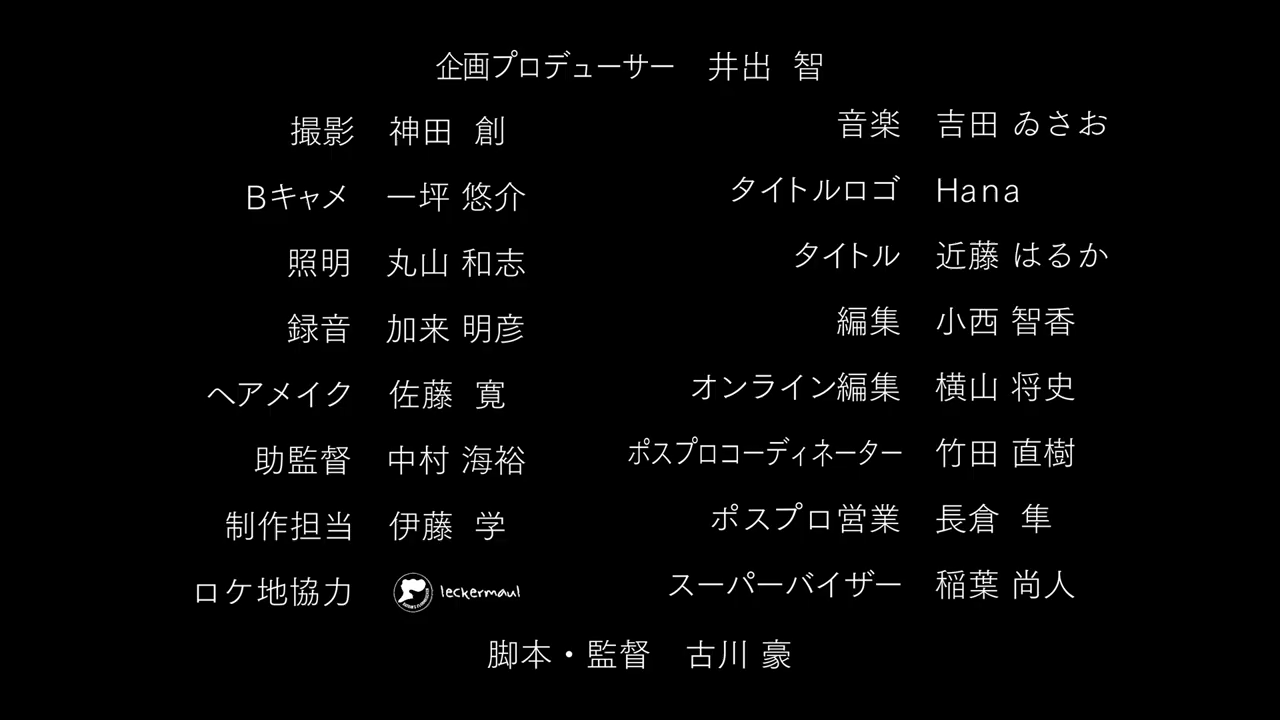 企画プロデューサー 井出 智
撮影 神田 創
Bキャメ 一坪 悠介
照明 丸山 和志
録音 加来 明彦
ヘアメイク 佐藤 寛
助監督 中村 海裕
制作担当 伊藤 学
ロケ地協力 leckermaul
音楽 吉田 ゐさお
タイトルロゴ Hana
タイトル 近藤 はるか
編集 小西 智香
オンライン編集 横山 将史
ポスプロコーディネーター 竹田 直樹
ポスプロ営業 長倉 隼
スーパーバイザー 稲葉 尚人
脚本・監督 古川 豪